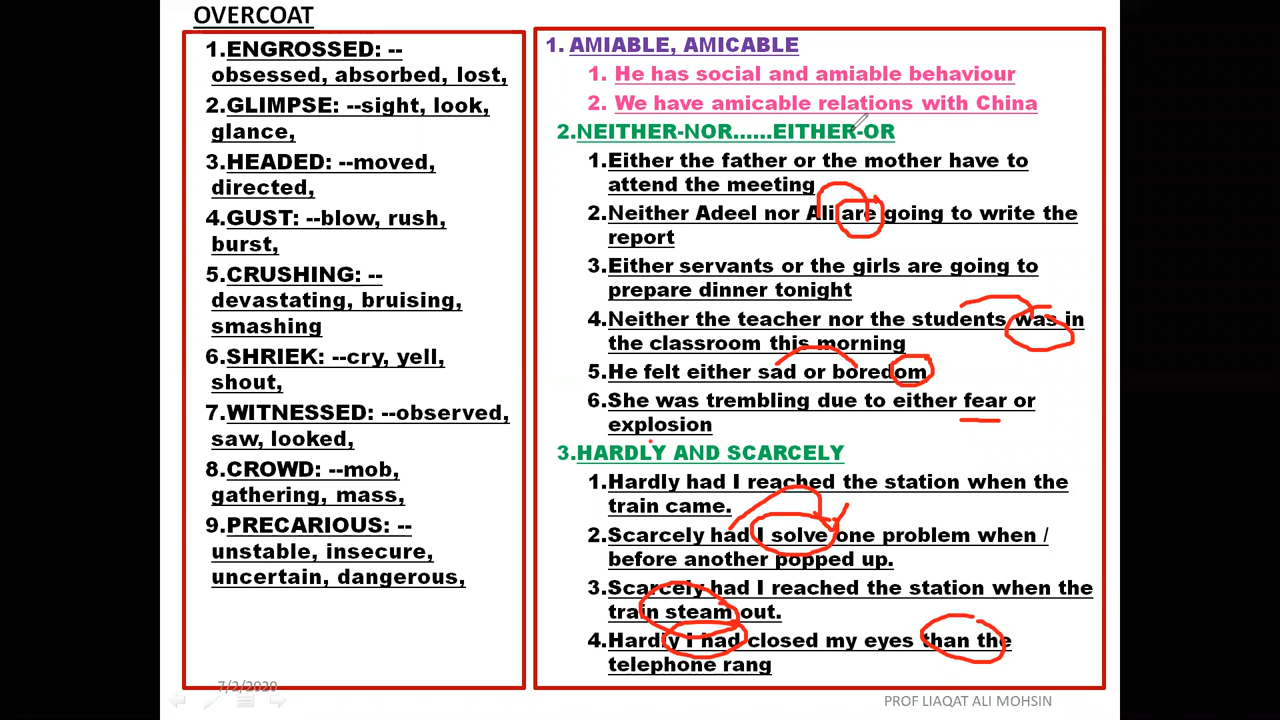 OVERCOAT
1.ENGROSSED: --
obsessed, absorbed, lost,
2.GLIMPSE: --sight, look,
glance,
3.HEADED: --moved,
directed,
4.GUST: --blow, rush,
burst,
5.CRUSHING: --
devastating, bruising,
smashing
6.SHRIEK: --cry, yell,
shout,
7.WITNESSED: --observed,
saw, looked,
8.CROWD: --mob,
gathering, mass,
9.PRECARIOUS: --
unstable, insecure,
uncertain, dangerous,
7/2/2020
1. AMIABLE, AMICABLE
1. He has social and amiable behaviour
2. We have amicable relations with China
2.NEITHER-NOR......EITHER-OR
1.Either the father or the mother have to
attend the meeting
2.Neither Adeel nor Ali are going to write the
report
3.Either servants or the girls are going to
prepare dinner tonight
4.Neither the teacher nor the students was in
the classroom this morning
5.He felt either sad or boredom
6.She was trembling due to either fear or
explosion
3.HARDLY AND SCARCELY
1.Hardly had I reached the station when the
train came.
2.Scarcely had I solve one problem when /
before another popped up.
3.Scarcely had I reached the station when the
train steam out.
4.Hardly I had closed my eyes than the
telephone rang
PROF LIAQAT ALI MOHSIN